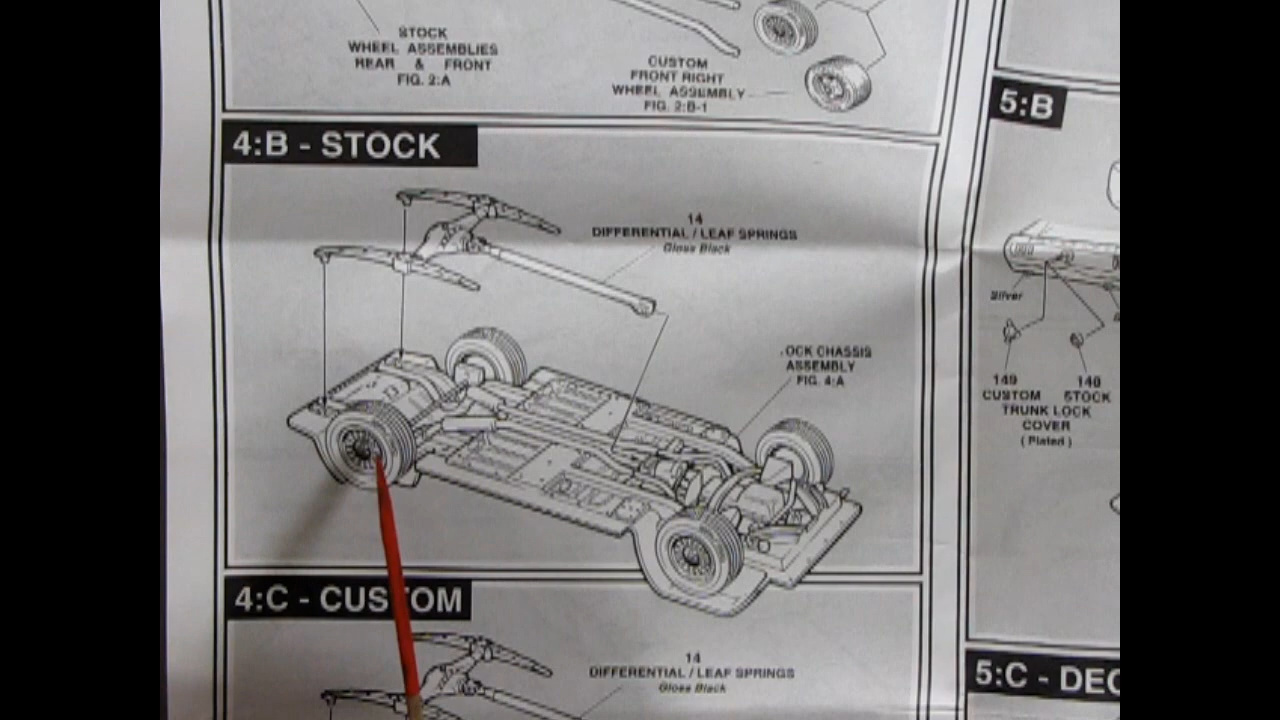 STOCK
WHEEL ASSEMBLIES
REAR & FRONT
FIG. 2:A
CUSTOM
FRONT RIGHT
WHEEL ASSEMBLY
FIG. 2:B-1
4:B - STOCK
14
DIFFERENTIAL / LEAF SPRINGS
Gloss Black
OCK CHASSIS
ASSEMBLY
FIG. 4:A
4:C - CUSTOM
14
DIFFERENTIAL / LEAF SPRINGS
Gloss Black
5:B
Silver
149 140
CUSTOM STOCK
TRUNK LOCK
COVER
( Plated )
5:C - DEC